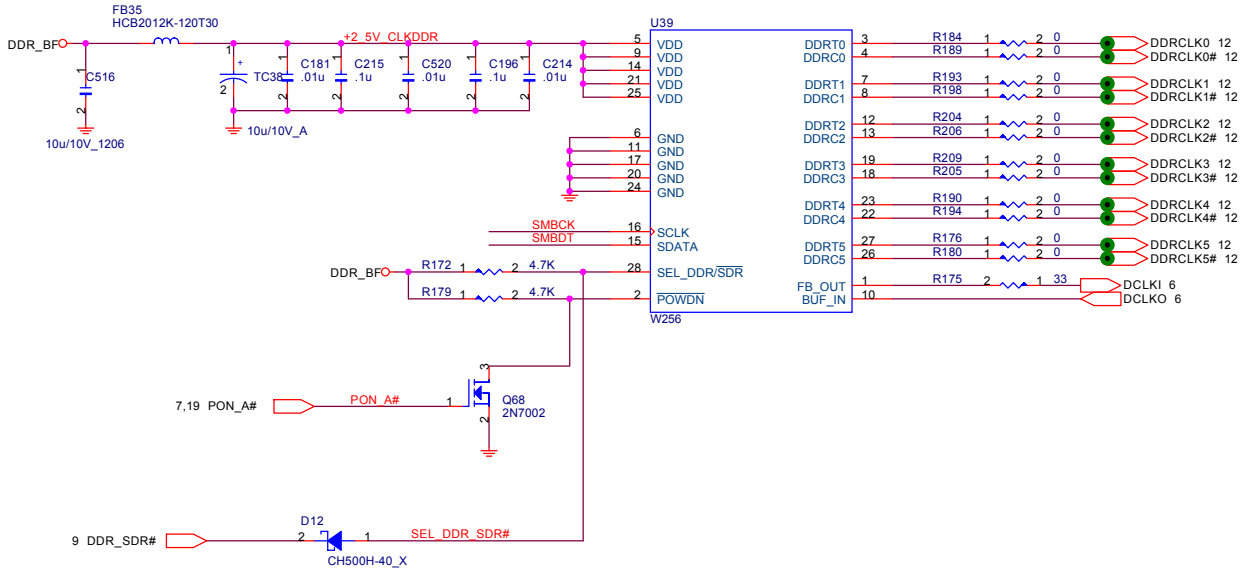 FB35
HCB2012K-120T30
DDR_BF
+2_5V_CLKDDR
1
2
C516
10u/10V_1206
1
+
2
TC38
10u/10V_A
1
2
C181
.01u
1
2
C215
.1u
1
2
C520
.01u
1
2
C196
.1u
1
2
C214
.01u
U39
5 VDD
9 VDD
14 VDD
21 VDD
25 VDD
6 GND
11 GND
17 GND
20 GND
24 GND
SMBCK 16 SCLK
SMBDT 15 SDATA
DDR_BF R172 1 2 4.7K 28 SEL_DDR/SDR
R179 1 2 4.7K 2 POWDN
W256
DDRT0 3 R184 1 2 0 DDRCLK0 12
DDRC0 4 R189 1 2 0 DDRCLK0# 12
DDRT1 7 R193 1 2 0 DDRCLK1 12
DDRC1 8 R198 1 2 0 DDRCLK1# 12
DDRT2 12 R204 1 2 0 DDRCLK2 12
DDRC2 13 R206 1 2 0 DDRCLK2# 12
DDRT3 19 R209 1 2 0 DDRCLK3 12
DDRC3 18 R205 1 2 0 DDRCLK3# 12
DDRT4 23 R190 1 2 0 DDRCLK4 12
DDRC4 22 R194 1 2 0 DDRCLK4# 12
DDRT5 27 R176 1 2 0 DDRCLK5 12
DDRC5 26 R180 1 2 0 DDRCLK5# 12
FB_OUT 1 R175 2 1 33 DCLKI 6
BUF_IN 10 DCLKO 6
7,19 PON_A# PON_A# 1
3
2
Q68
2N7002
9 DDR_SDR# 2 D12 1 SEL_DDR_SDR#
CH500H-40_X